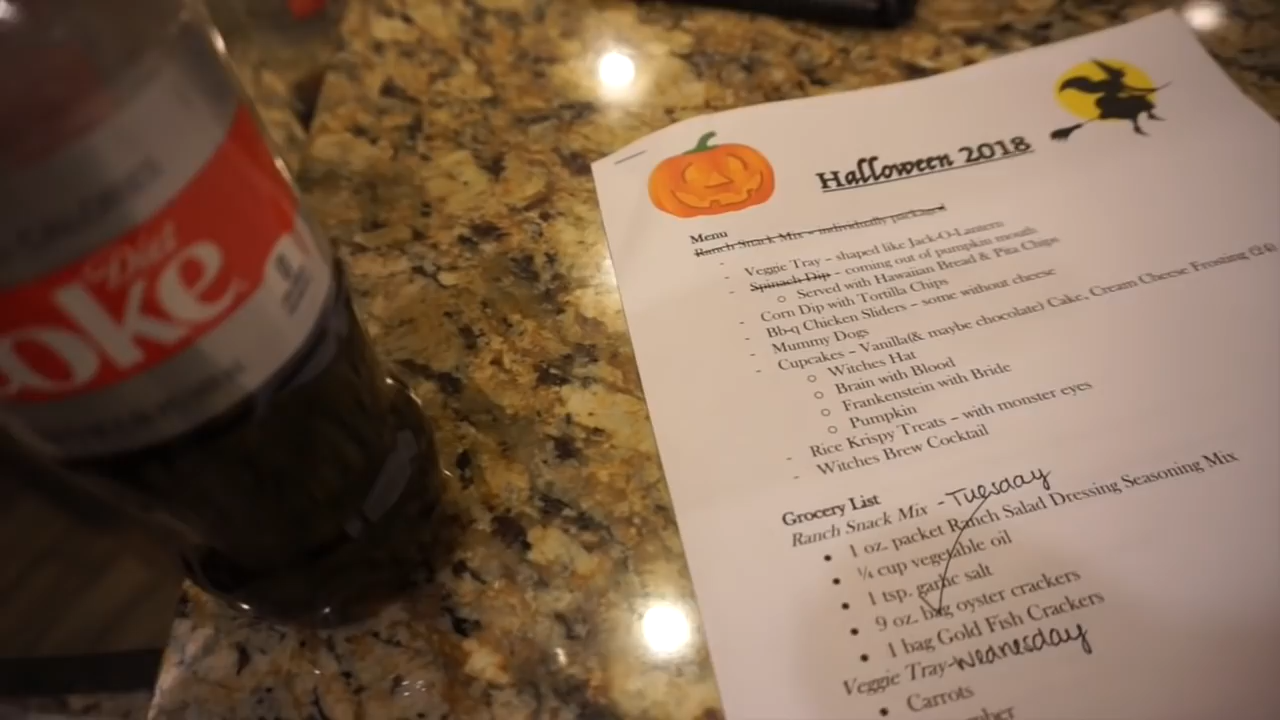 Diet
Coke
Halloween 2018
Menu
Ranch Snack Mix – individually packaged
- Veggie Tray – shaped like Jack-O-Lantern
- Spinach Dip – coming out of pumpkin mouth
○ Served with Hawaiian Bread & Pita Chips
- Corn Dip with Tortilla Chips
- Bb-q Chicken Sliders – some without cheese
- Mummy Dogs
- Cupcakes – Vanilla(& maybe chocolate) Cake, Cream Cheese Frosting (24)
○ Witches Hat
○ Brain with Blood
○ Frankenstein with Bride
○ Pumpkin
- Rice Krispy Treats – with monster eyes
- Witches Brew Cocktail
Grocery List
Ranch Snack Mix - Tuesday
• 1 oz. packet Ranch Salad Dressing Seasoning Mix
• ¼ cup vegetable oil
• 1 tsp. garlic salt
• 9 oz. bag oyster crackers
• 1 bag Gold Fish Crackers
Veggie Tray-Wednesday
• Carrots